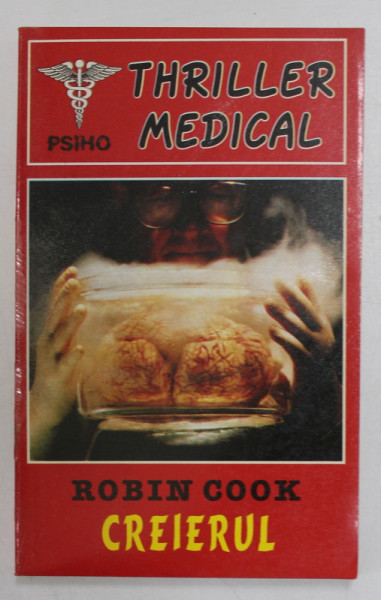 THRILLER
MEDICAL
PSIHO
ROBIN COOK
CREIERUL